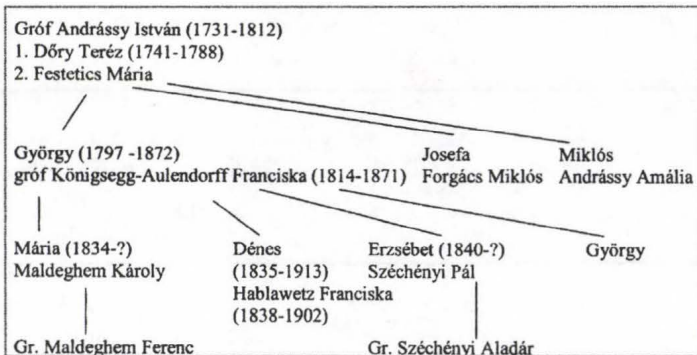 Gróf Andrássy István (1731-1812)
1. Dőry Teréz (1741-1788)
2. Festetics Mária
György (1797 -1872)
gróf Königsegg-Aulendorff Franciska (1814-1871)
Josefa
Forgács Miklós
Miklós
Andrássy Amália
Mária (1834-?)
Maldeghem Károly
Dénes
(1835-1913)
Hablawetz Franciska
(1838-1902)
Erzsébet (1840-?)
Széchényi Pál
György
Gr. Maldeghem Ferenc
Gr. Széchényi Aladár